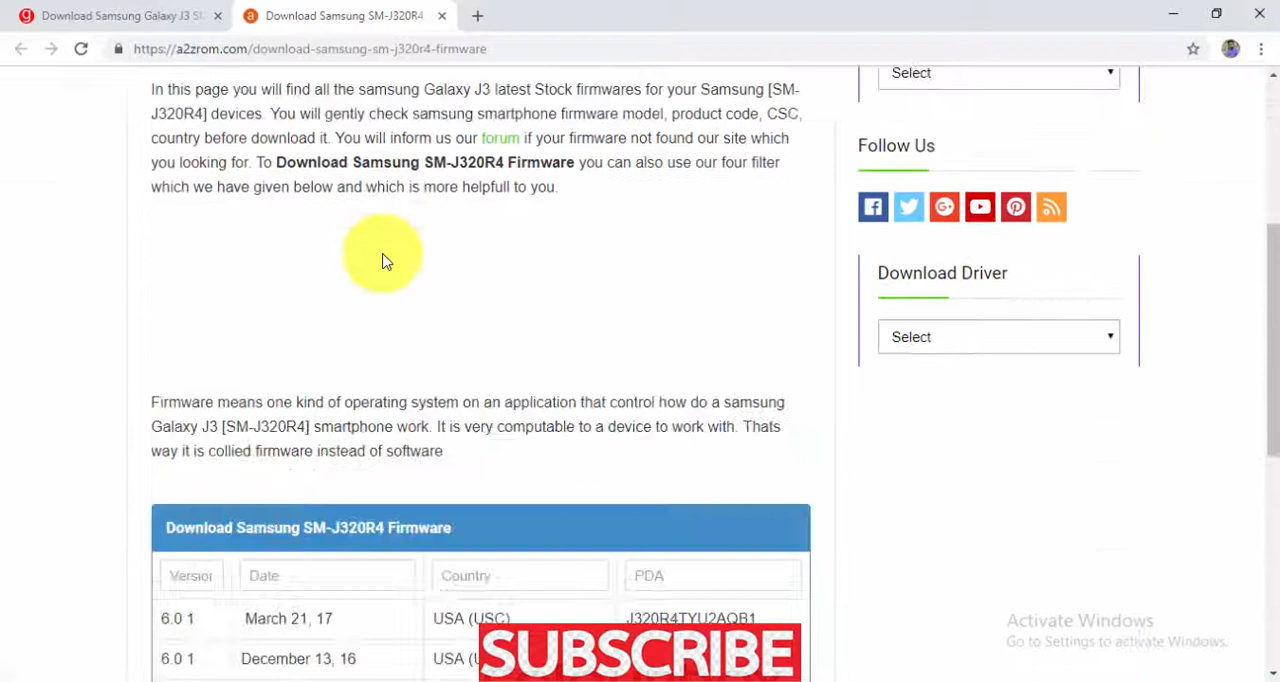 Download Samsung Galaxy J3 S
Download Samsung SM-J320R4
https://a2zrom.com/download-samsung-sm-j320r4-firmware
In this page you will find all the samsung Galaxy J3 latest Stock firmwares for your Samsung [SM-
J320R4] devices. You will gently check samsung smartphone firmware model, product code, CSC,
country before download it. You will inform us our forum if your firmware not found our site which
you looking for. To Download Samsung SM-J320R4 Firmware you can also use our four filter
which we have given below and which is more helpfull to you.
Firmware means one kind of operating system on an application that control how do a samsung
Galaxy J3 [SM-J320R4] smartphone work. It is very computable to a device to work with. Thats
way it is collied firmware instead of software
Download Samsung SM-J320R4 Firmware
Version Date Country PDA
6.0 1 March 21, 17 USA (USC) J320R4TYU2AQB1
6.0 1 December 13, 16 USA (U
Select
Follow Us
Download Driver
Select
Activate Windows
Go to Settings to activate Windows.
SUBSCRIBE